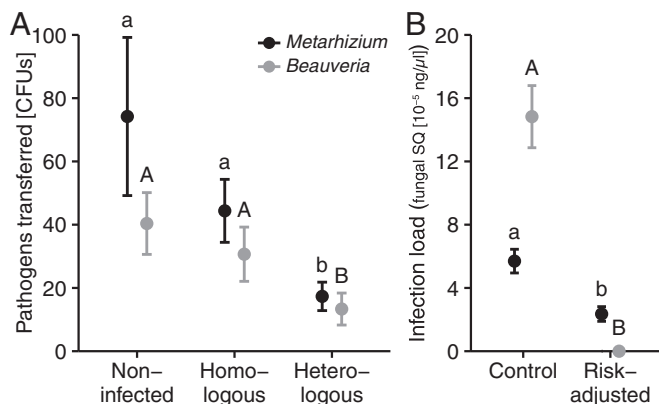 A
Pathogens transferred [CFUs]
100
80
60
40
20
0
Metarhizium
Beauveria
a
A
a
A
b
B
Non–
infected
Homo–
logous
Hetero–
logous
B
Infection load (fungal SQ [10⁻⁵ ng/µl])
20
16
12
8
4
0
a
A
b
B
Control
Risk–
adjusted